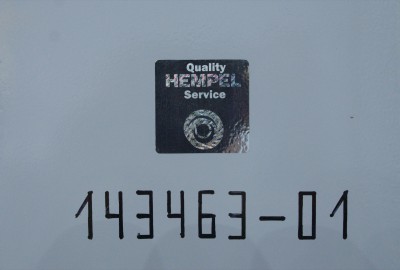 Quality
HEMPEL
Service
143463-01